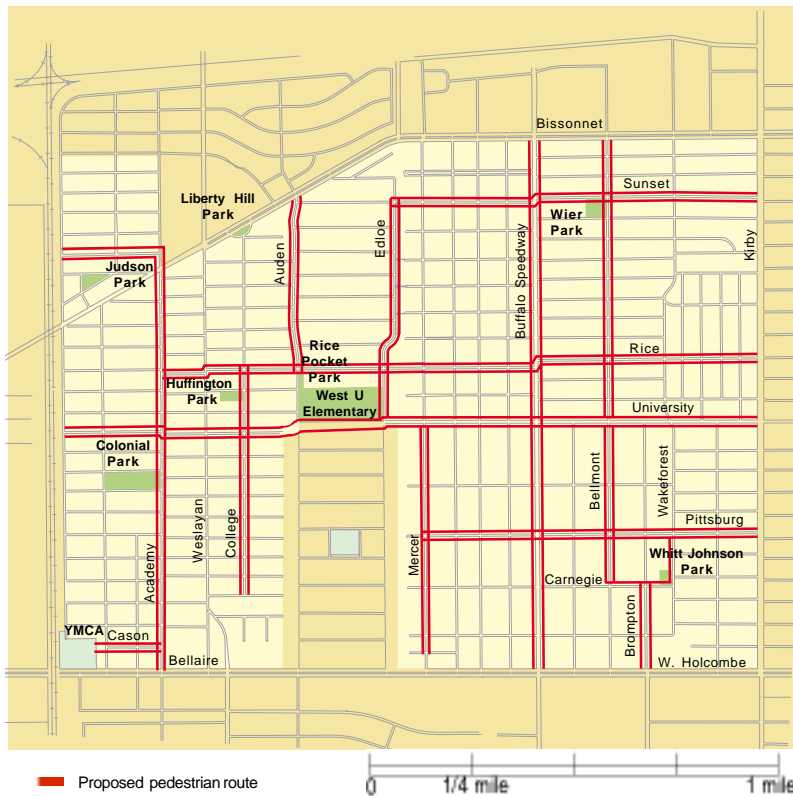 Bissonnet
Sunset
Liberty Hill
Park
Wier
Park
Edloe
Auden
Buffalo Speedway
Kirby
Judson
Park
Rice
Pocket
Park
Rice
Huffington
Park
West U
Elementary
University
Colonial
Park
Bellmont
Wakeforest
Weslayan
College
Pittsburg
Mercer
Academy
Whitt Johnson
Park
Carnegie
Brompton
YMCA
Cason
Bellaire
W. Holcombe
Proposed pedestrian route
0 1/4 mile 1 mile